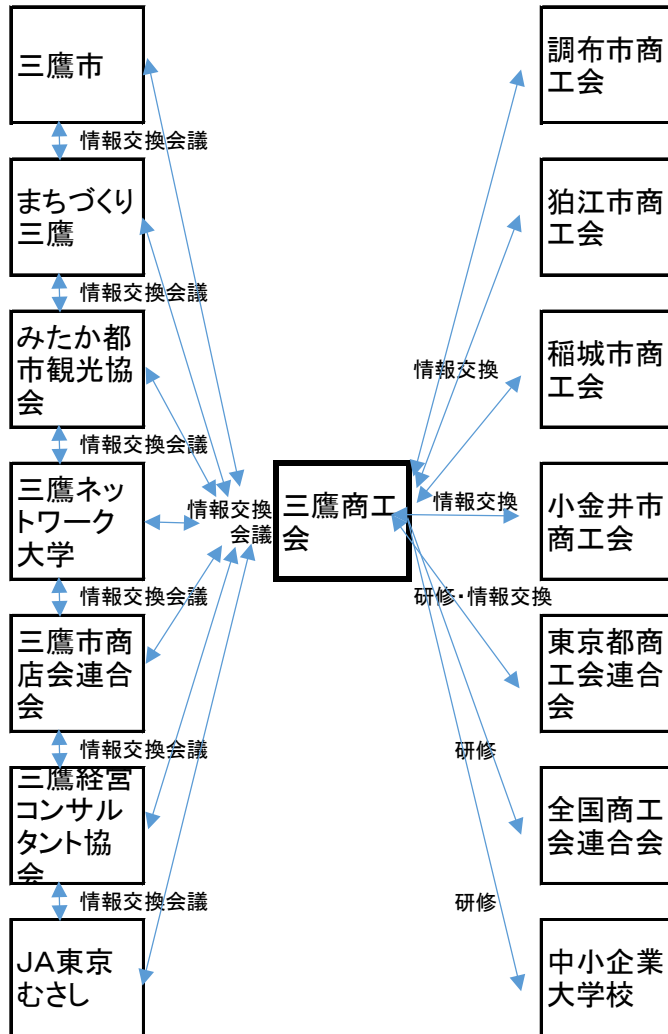 三鷹市
情報交換会議
まちづくり
三鷹
情報交換会議
みたか都
市観光協
会
情報交換会議
三鷹ネッ
トワーク
大学
情報交換会議
三鷹市商
店会連合
会
情報交換会議
三鷹経営
コンサル
タント協
会
情報交換会議
JA東京
むさし
情報交換
会議
三鷹商工
会
情報交換
情報交換
研修・情報交換
研修
研修
調布市商
工会
狛江市商
工会
稲城市商
工会
小金井市
商工会
東京都商
工会連合
会
全国商工
会連合会
中小企業
大学校